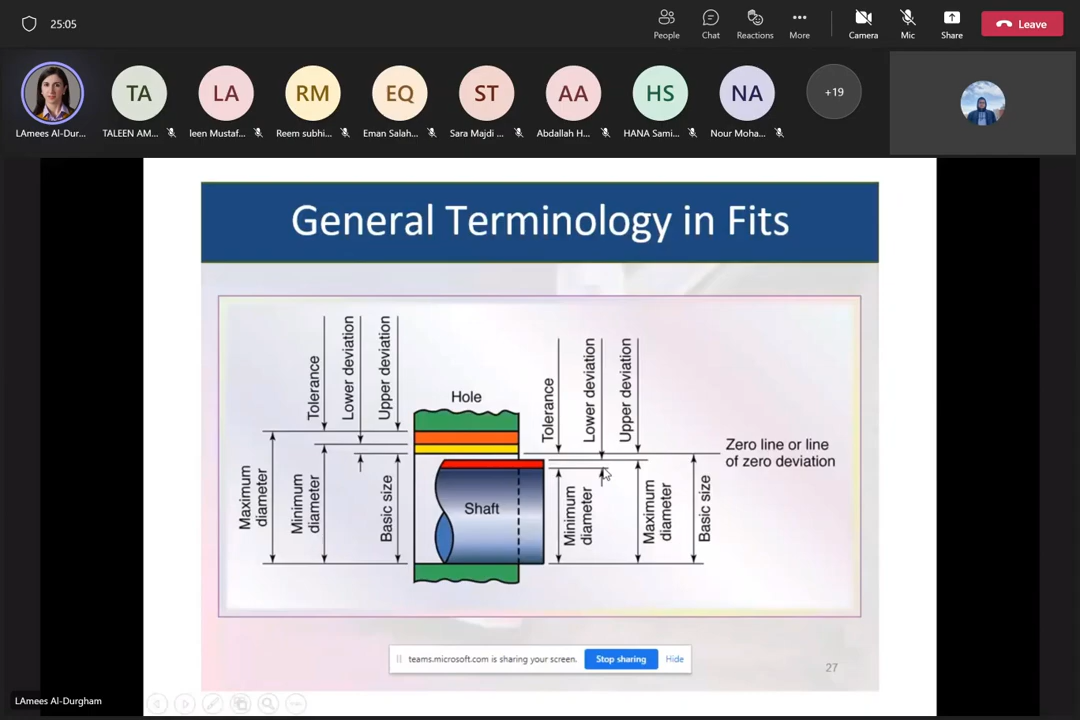 25:05
People
Chat
Reactions
More
Camera
Mic
Share
Leave
TA
LA
RM
EQ
ST
AA
HS
NA
+19
LAmees Al-Dur...
TALEEN AM...
leen Mustaf...
Reem subhi...
Eman Salah...
Sara Majdi ...
Abdallah H...
HANA Sami...
Nour Moha...
General Terminology in Fits
Tolerance
Lower deviation
Upper deviation
Hole
Tolerance
Lower deviation
Upper deviation
Zero line or line
of zero deviation
Maximum
diameter
Minimum
diameter
Basic size
Shaft
Minimum
diameter
Maximum
diameter
Basic size
teams.microsoft.com is sharing your screen.
Stop sharing
Hide
27
LAmees Al-Durgham